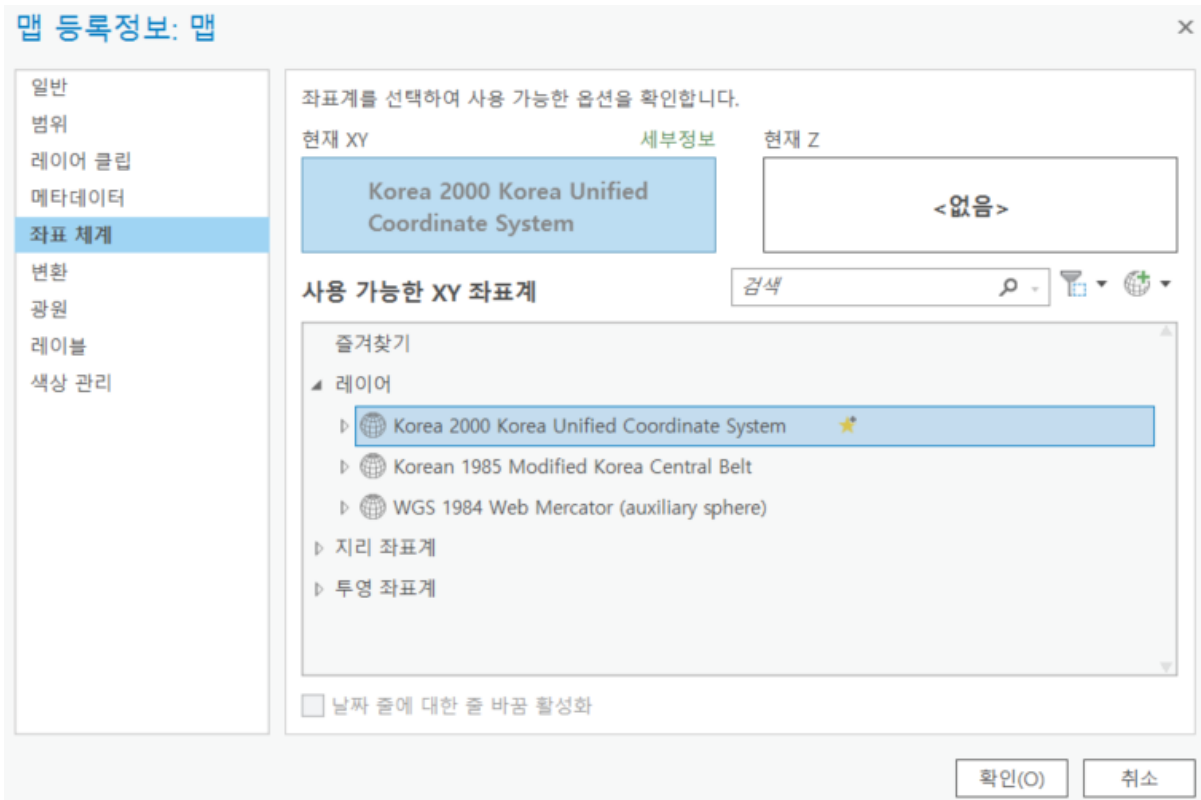 맵 등록정보: 맵
일반
범위
레이어 클립
메타데이터
좌표 체계
변환
광원
레이블
색상 관리
좌표계를 선택하여 사용 가능한 옵션을 확인합니다.
현재 XY 세부정보 현재 Z
Korea 2000 Korea Unified
Coordinate System
<없음>
사용 가능한 XY 좌표계 검색
즐겨찾기
레이어
Korea 2000 Korea Unified Coordinate System
Korean 1985 Modified Korea Central Belt
WGS 1984 Web Mercator (auxiliary sphere)
지리 좌표계
투영 좌표계
날짜 줄에 대한 줄 바꿈 활성화
확인(O) 취소